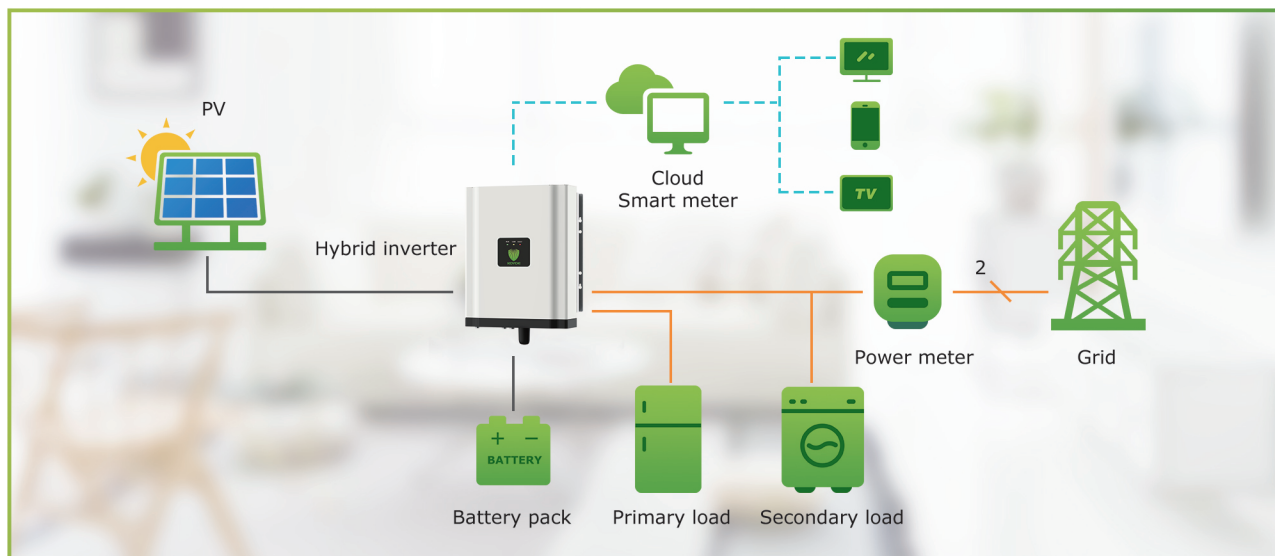 PV
Cloud
Smart meter
TV
Hybrid inverter
2
Power meter
Grid
+ −
BATTERY
Battery pack
Primary load
Secondary load